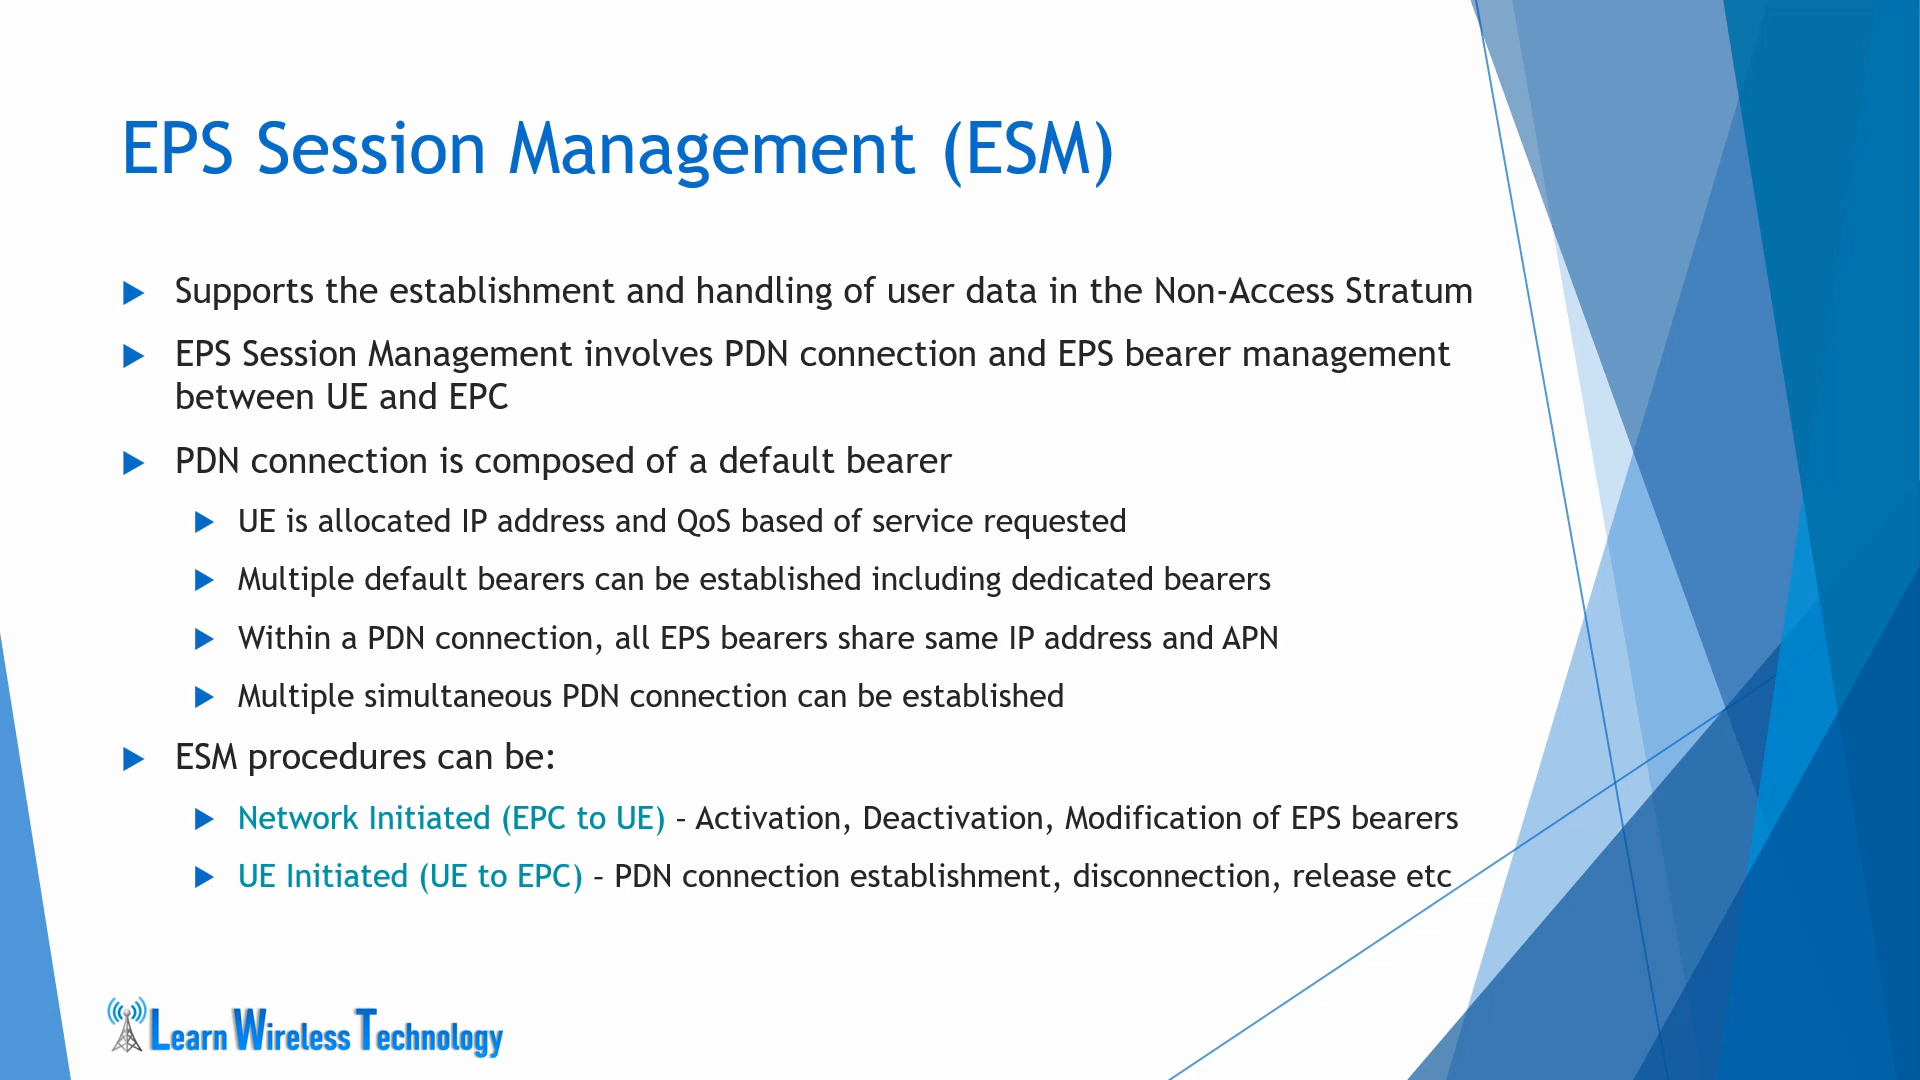 EPS Session Management (ESM)
Supports the establishment and handling of user data in the Non-Access Stratum
EPS Session Management involves PDN connection and EPS bearer management
between UE and EPC
PDN connection is composed of a default bearer
UE is allocated IP address and QoS based of service requested
Multiple default bearers can be established including dedicated bearers
Within a PDN connection, all EPS bearers share same IP address and APN
Multiple simultaneous PDN connection can be established
ESM procedures can be:
Network Initiated (EPC to UE) – Activation, Deactivation, Modification of EPS bearers
UE Initiated (UE to EPC) – PDN connection establishment, disconnection, release etc
Learn Wireless Technology